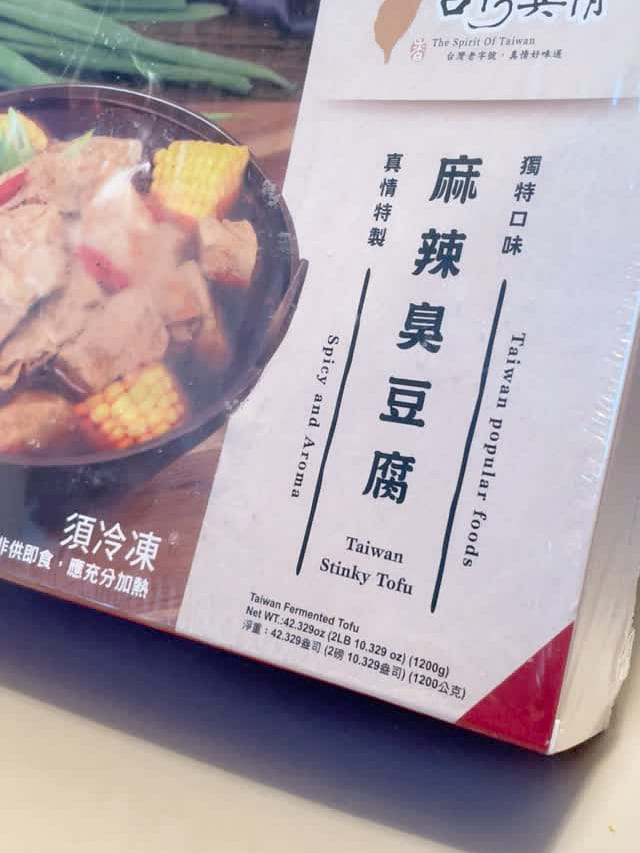 The Spirit Of Taiwan
台灣老字號·真情好味道
獨特口味
Taiwan popular foods
麻辣臭豆腐
Taiwan
Stinky Tofu
真情特製
Spicy and Aroma
須冷凍
非供即食,應充分加熱
Taiwan Fermented Tofu
Net WT.:42.329oz (2LB 10.329 oz) (1200g)
淨重:42.329盎司 (2磅 10.329盎司) (1200公克)